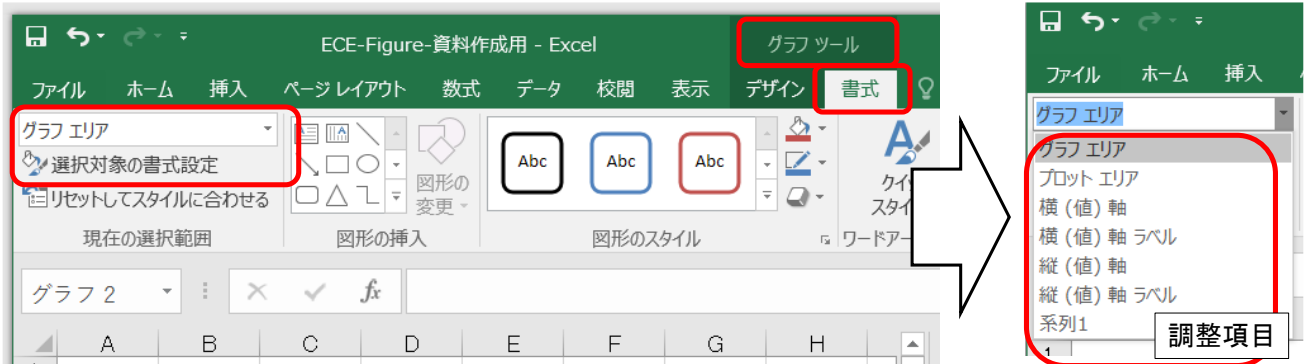 ECE-Figure-資料作成用 - Excel
グラフ ツール
ファイル ホーム 挿入 ページ レイアウト 数式 データ 校閲 表示 デザイン 書式
グラフ エリア
選択対象の書式設定
リセットしてスタイルに合わせる
現在の選択範囲
図形の
変更
図形の挿入
Abc Abc Abc
図形のスタイル
クイッ
スタイ
ワードアー
グラフ 2
fx
A B C D E F G H
ファイル ホーム 挿入
グラフ エリア
グラフ エリア
プロット エリア
横 (値) 軸
横 (値) 軸 ラベル
縦 (値) 軸
縦 (値) 軸 ラベル
系列1
調整項目
1